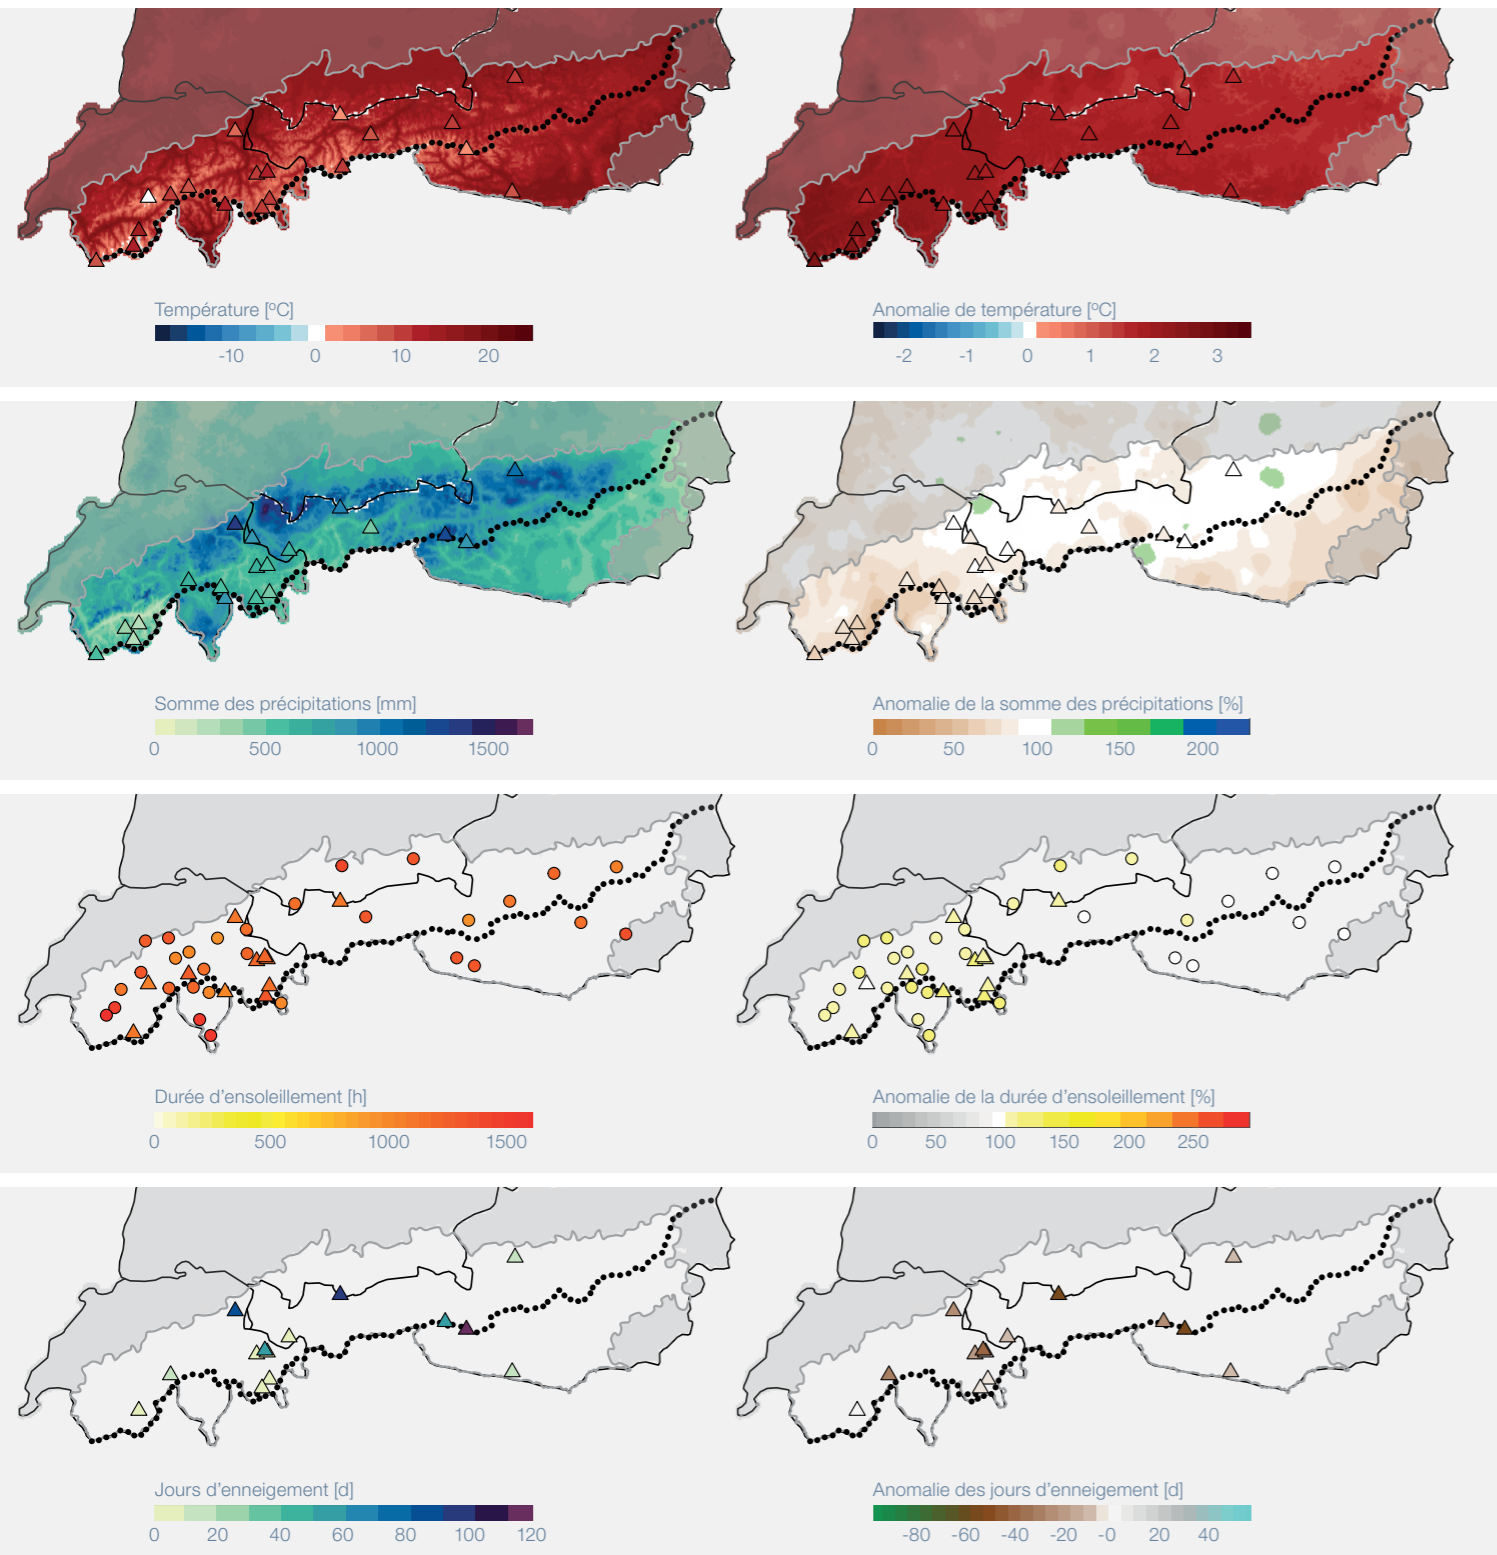 Température [ºC]
-10 0 10 20
Anomalie de température [ºC]
-2 -1 0 1 2 3
Somme des précipitations [mm]
0 500 1000 1500
Anomalie de la somme des précipitations [%]
0 50 100 150 200
Durée d'ensoleillement [h]
0 500 1000 1500
Anomalie de la durée d'ensoleillement [%]
0 50 100 150 200 250
Jours d'enneigement [d]
0 20 40 60 80 100 120
Anomalie des jours d'enneigement [d]
-80 -60 -40 -20 -0 20 40